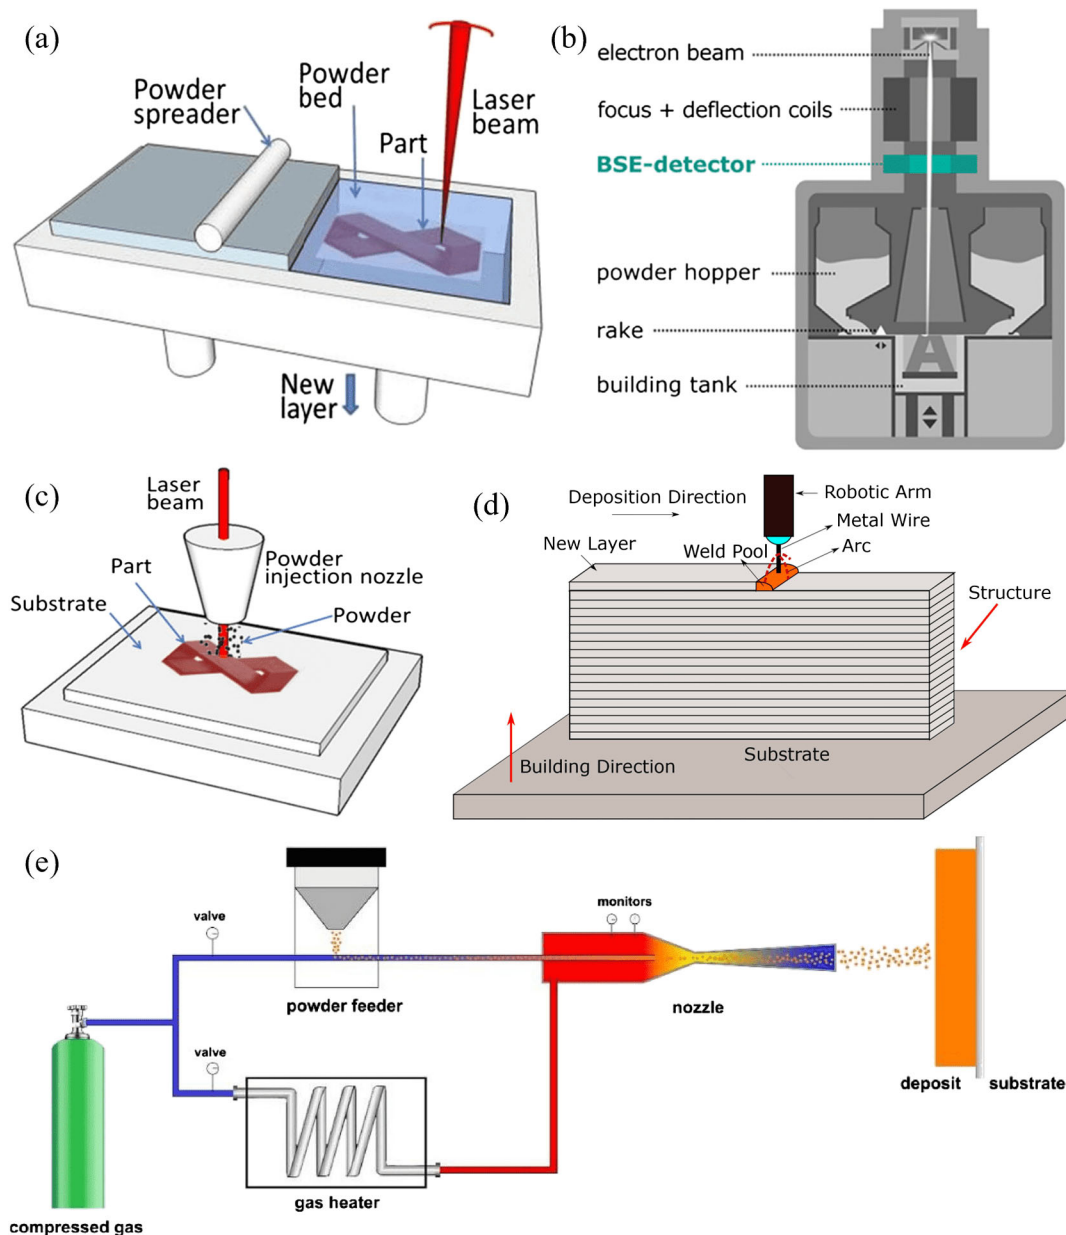 (a)
Powder
spreader
Powder
bed
Part
Laser
beam
New
layer
(b)
electron beam
focus + deflection coils
BSE-detector
powder hopper
rake
building tank
A
(c)
Laser
beam
Powder
injection nozzle
Part
Substrate
Powder
(d)
Deposition Direction
Robotic Arm
Metal Wire
New Layer
Weld Pool
Arc
Structure
Substrate
Building Direction
(e)
valve
monitors
powder feeder
nozzle
valve
deposit
substrate
gas heater
compressed gas